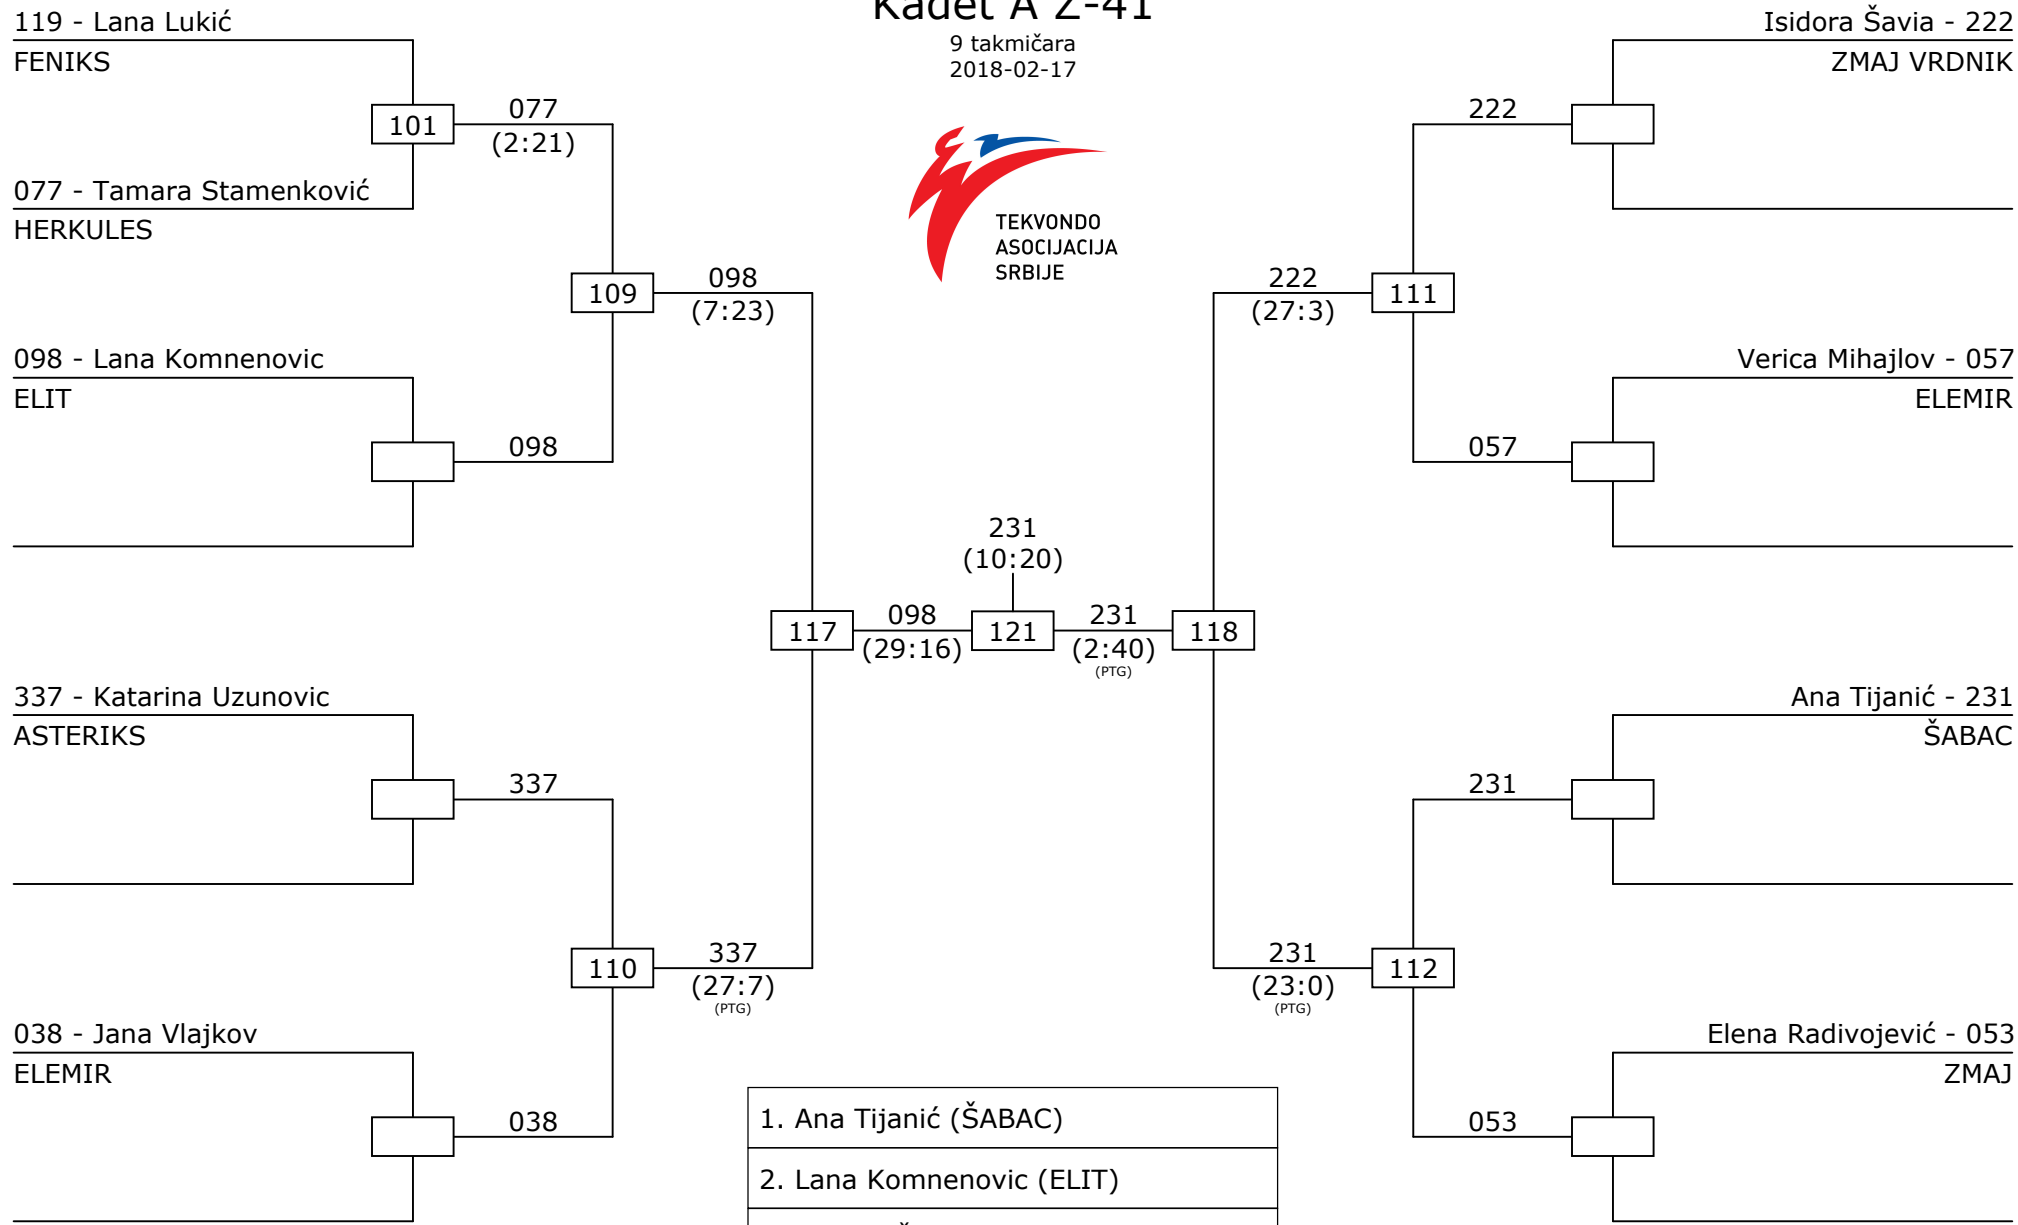 Kadet A Ž-41
9 takmičara
2018-02-17
TEKVONDO
ASOCIJACIJA
SRBIJE
119 - Lana Lukić
FENIKS
101
077
(2:21)
077 - Tamara Stamenković
HERKULES
109
098
(7:23)
098 - Lana Komnenovic
ELIT
098
337 - Katarina Uzunovic
ASTERIKS
337
110
337
(27:7)
(PTG)
038 - Jana Vlajkov
ELEMIR
038
117
098
(29:16)
231
(10:20)
121
231
(2:40)
(PTG)
118
Isidora Šavia - 222
ZMAJ VRDNIK
222
222
(27:3)
111
Verica Mihajlov - 057
ELEMIR
057
Ana Tijanić - 231
ŠABAC
231
231
(23:0)
(PTG)
112
Elena Radivojević - 053
ZMAJ
053
1. Ana Tijanić (ŠABAC)
2. Lana Komnenovic (ELIT)